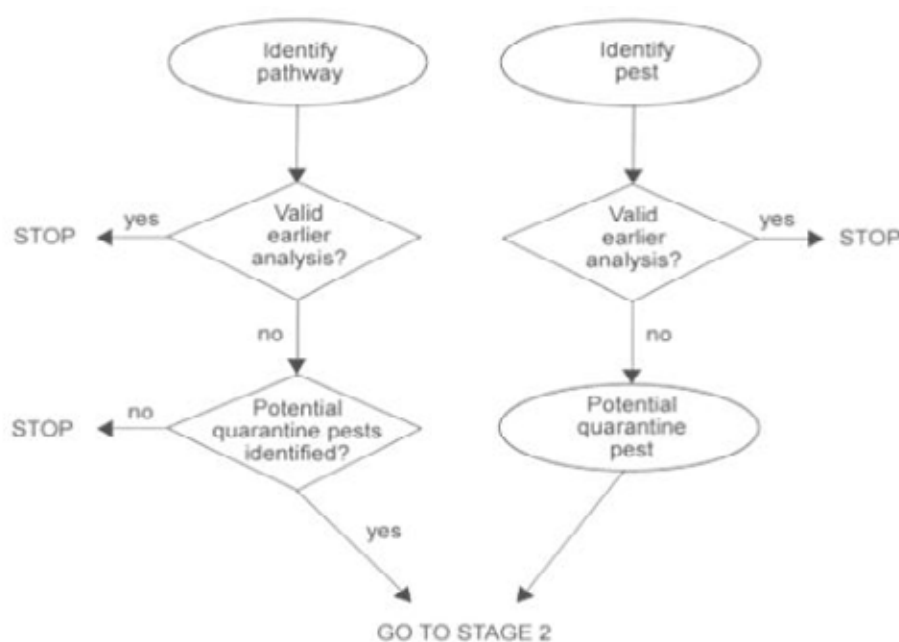 Identify
pathway
Identify
pest
Valid
earlier
analysis?
yes
STOP
Valid
earlier
analysis?
yes
STOP
no
no
Potential
quarantine pests
identified?
no
STOP
Potential
quarantine
pest
yes
GO TO STAGE 2